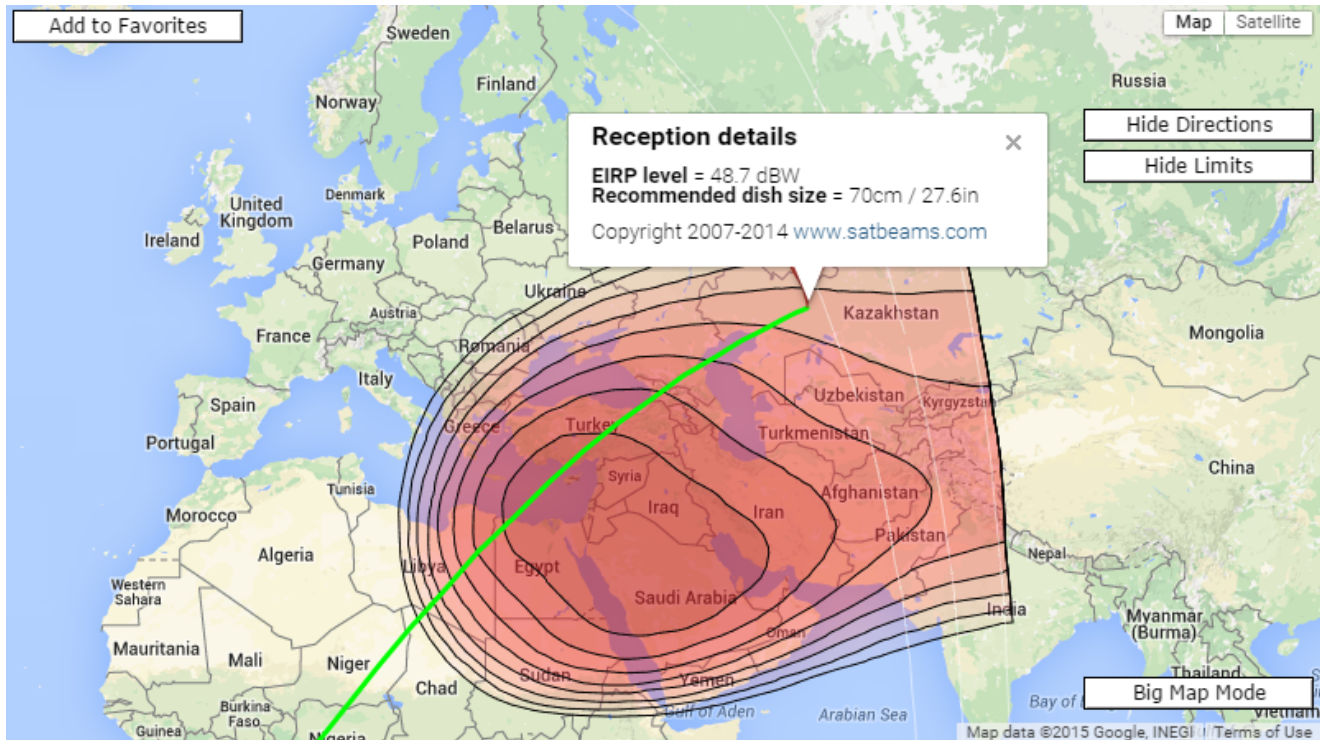 Add to Favorites
Map
Satellite
Sweden
Finland
Norway
Russia
Reception details
×
EIRP level = 48.7 dBW
Recommended dish size = 70cm / 27.6in
Copyright 2007-2014 www.satbeams.com
Hide Directions
Hide Limits
Denmark
United
Kingdom
Ireland
Belarus
Poland
Germany
Ukraine
Austria
Kazakhstan
Mongolia
France
Romania
Italy
Uzbekistan
Kyrgyzstan
Spain
Greece
Turkey
Turkmenistan
Portugal
China
Syria
Tunisia
Afghanistan
Iraq
Iran
Morocco
Pakistan
Algeria
Nepal
Libya
Egypt
Western
Sahara
Saudi Arabia
India
Myanmar
(Burma)
Oman
Mauritania
Mali
Niger
Sudan
Yemen
Thailand
Chad
Big Map Mode
Burkina
Faso
Gulf of Aden
Arabian Sea
Bay of
Vietnam
Guinea
Nigeria
Map data ©2015 Google, INEGI
Terms of Use